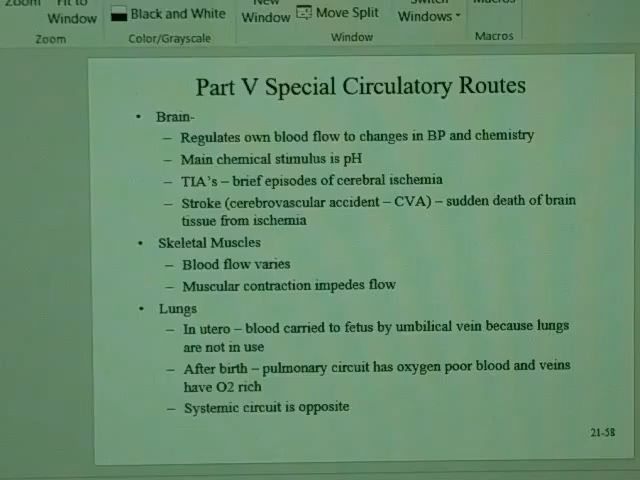 Zoom Fit to New Switch Macros
Window Black and White Window Move Split Windows
Zoom Color/Grayscale Window Macros
Part V Special Circulatory Routes
• Brain-
– Regulates own blood flow to changes in BP and chemistry
– Main chemical stimulus is pH
– TIA's – brief episodes of cerebral ischemia
– Stroke (cerebrovascular accident – CVA) – sudden death of brain
tissue from ischemia
• Skeletal Muscles
– Blood flow varies
– Muscular contraction impedes flow
• Lungs
– In utero – blood carried to fetus by umbilical vein because lungs
are not in use
– After birth – pulmonary circuit has oxygen poor blood and veins
have O2 rich
– Systemic circuit is opposite
21-58